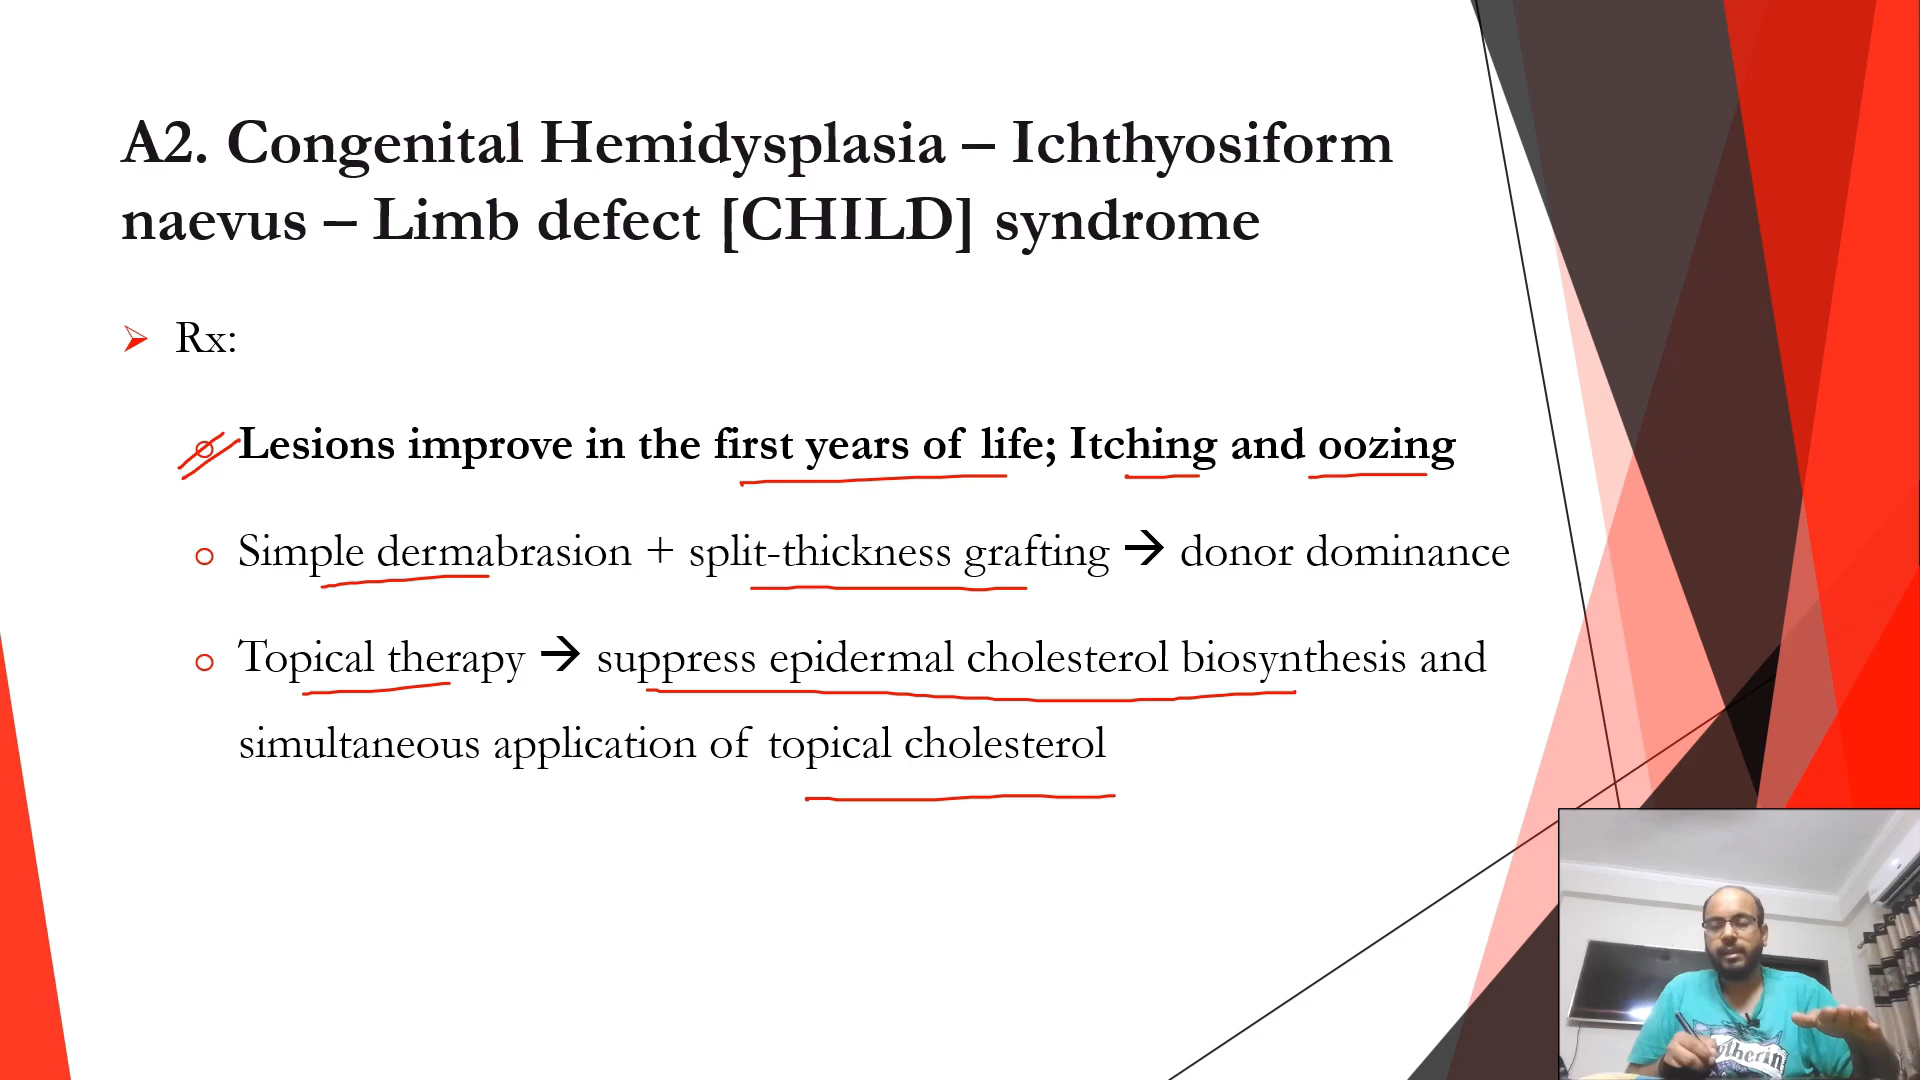 A2. Congenital Hemidysplasia – Ichthyosiform
naevus – Limb defect [CHILD] syndrome
Rx:
Lesions improve in the first years of life; Itching and oozing
Simple dermabrasion + split-thickness grafting → donor dominance
Topical therapy → suppress epidermal cholesterol biosynthesis and
simultaneous application of topical cholesterol